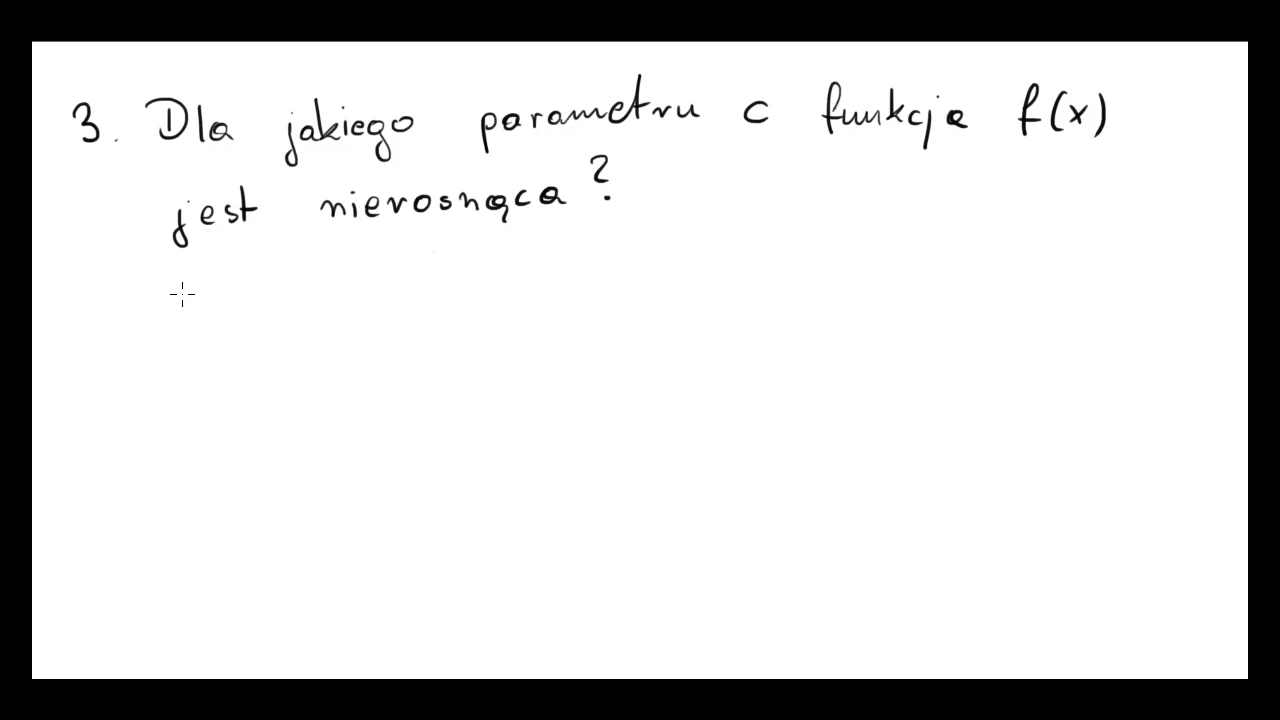 3. Dla jakiego parametru c funkcja f(x)
jest nierosnąca?